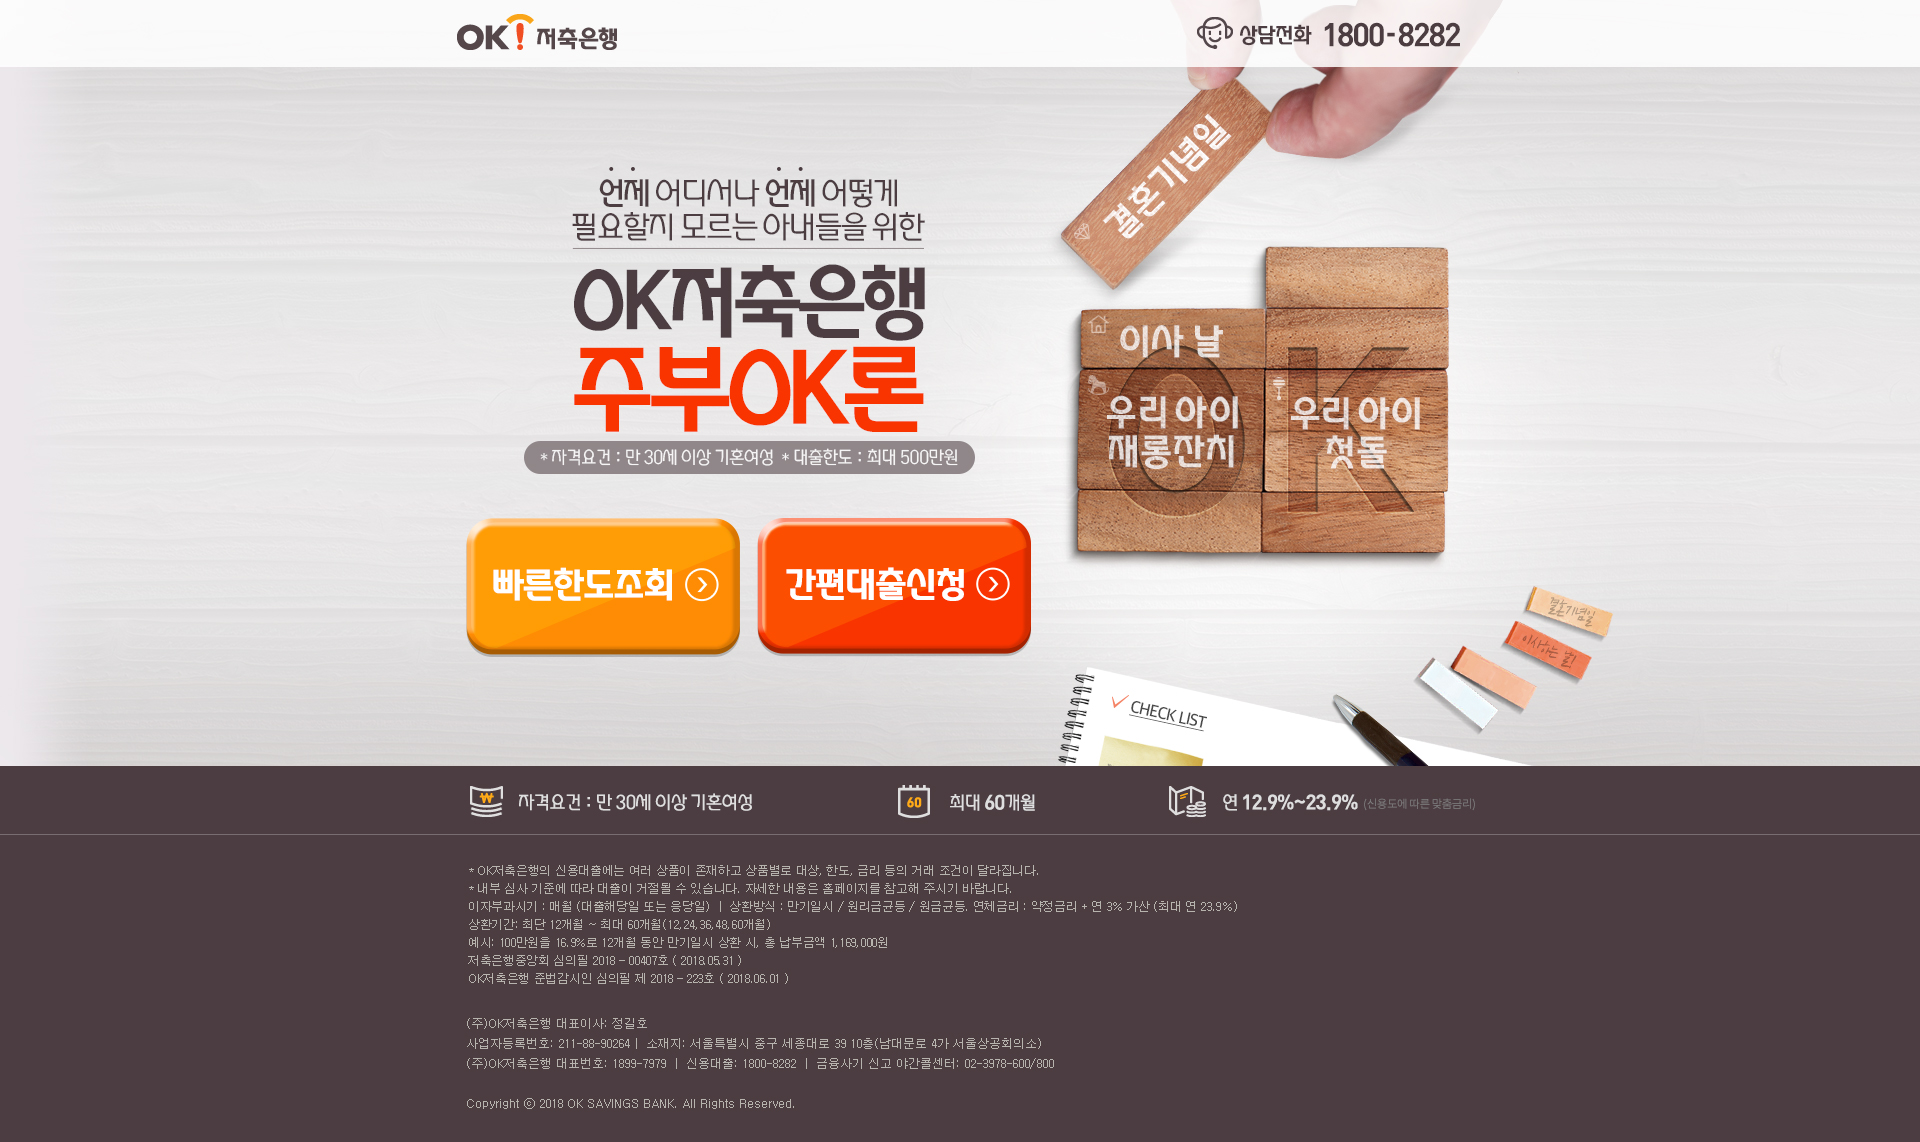 OK! 저축은행
상담전화 1800-8282
언제 어디서나 언제 어떻게
필요할지 모르는 아내들을 위한
OK저축은행
주부OK론
* 자격요건 : 만 30세 이상 기혼여성 * 대출한도 : 최대 500만원
빠른한도조회
간편대출신청
결혼기념일
이사 날
우리 아이
재롱잔치
우리 아이
첫돌
OK
결혼기념일
이사하는 날!
CHECK LIST
자격요건 : 만 30세 이상 기혼여성
60
최대 60개월
연 12.9%~23.9% (신용도에 따른 맞춤금리)
* OK저축은행의 신용대출에는 여러 상품이 존재하고 상품별로 대상, 한도, 금리 등의 거래 조건이 달라집니다.
* 내부 심사 기준에 따라 대출이 거절될 수 있습니다. 자세한 내용은 홈페이지를 참고해 주시기 바랍니다.
이자부과시기 : 매월 (대출해당일 또는 응당일) ㅣ 상환방식 : 만기일시 / 원리금균등 / 원금균등. 연체금리 : 약정금리 + 연 3% 가산 (최대 연 23.9%)
상환기간: 최단 12개월 ~ 최대 60개월(12,24,36,48,60개월)
예시: 100만원을 16.9%로 12개월 동안 만기일시 상환 시, 총 납부금액 1,169,000원
저축은행중앙회 심의필 2018 - 00407호 ( 2018.05.31 )
OK저축은행 준법감시인 심의필 제 2018 - 223호 ( 2018.06.01 )
(주)OK저축은행 대표이사: 정길호
사업자등록번호: 211-88-90264ㅣ 소재지: 서울특별시 중구 세종대로 39 10층(남대문로 4가 서울상공회의소)
(주)OK저축은행 대표번호: 1899-7979 ㅣ 신용대출: 1800-8282 ㅣ 금융사기 신고 야간콜센터: 02-3978-600/800
Copyright ⓒ 2018 OK SAVINGS BANK. All Rights Reserved.